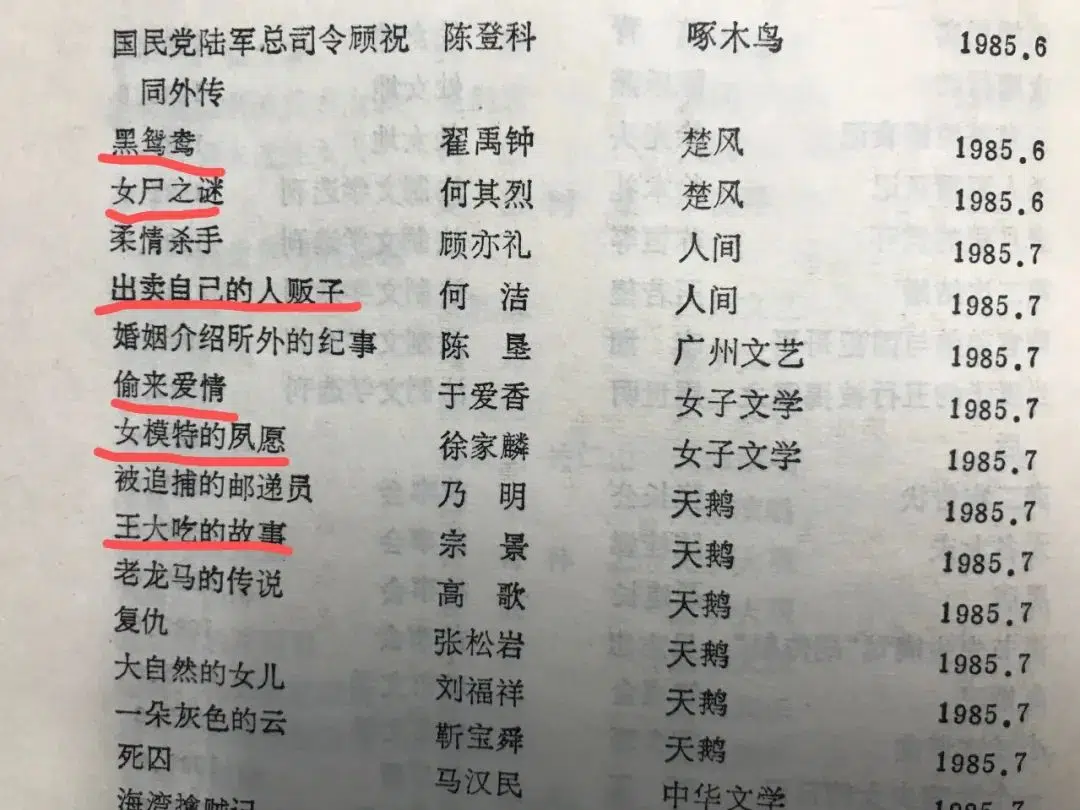 国民党陆军总司令顾祝 陈登科 啄木鸟 1985.6
同外传
黑鸳鸯 翟禹钟 楚风 1985.6
女尸之谜 何其烈 楚风 1985.6
柔情杀手 顾亦礼 人间 1985.7
出卖自己的人贩子 何 洁 人间 1985.7
婚姻介绍所外的纪事 陈 垦 广州文艺 1985.7
偷来爱情 于爱香 女子文学 1985.7
女模特的夙愿 徐家麟 女子文学 1985.7
被追捕的邮递员 乃 明 天鹅 1985.7
王大吃的故事 宗 景 天鹅 1985.7
老龙马的传说 高 歌 天鹅 1985.7
复仇 张松岩 天鹅 1985.7
大自然的女儿 刘福祥 天鹅 1985.7
一朵灰色的云 靳宝舜 天鹅 1985.7
死囚 马汉民 中华文学 1985.7
海湾擒贼记